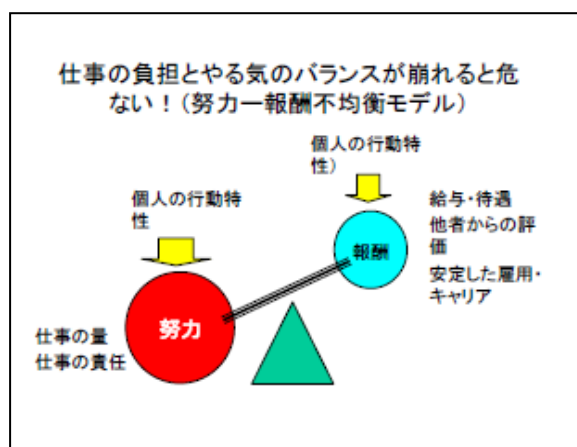 仕事の負担とやる気のバランスが崩れると危
ない！（努力ー報酬不均衡モデル）
個人の行動特
性）
個人の行動特
性
給与・待遇
他者からの評
価
安定した雇用・
キャリア
報酬
努力
仕事の量
仕事の責任